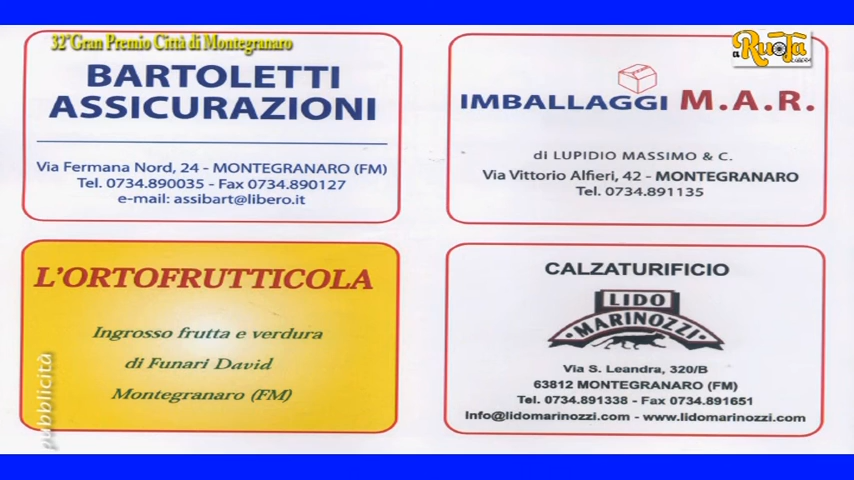 32°Gran Premio Città di Montegranaro
a RuoTa
BARTOLETTI
ASSICURAZIONI
Via Fermana Nord, 24 - MONTEGRANARO (FM)
Tel. 0734.890035 - Fax 0734.890127
e-mail: assibart@libero.it
IMBALLAGGI M.A.R.
di LUPIDIO MASSIMO & C.
Via Vittorio Alfieri, 42 - MONTEGRANARO
Tel. 0734.891135
L'ORTOFRUTTICOLA
Ingrosso frutta e verdura
di Funari David
Montegranaro (FM)
CALZATURIFICIO
LIDO
MARINOZZI
Via S. Leandra, 320/B
63812 MONTEGRANARO (FM)
Tel. 0734.891338 - Fax 0734.891651
Info@lidomarinozzi.com - www.lidomarinozzi.com
pubblicità